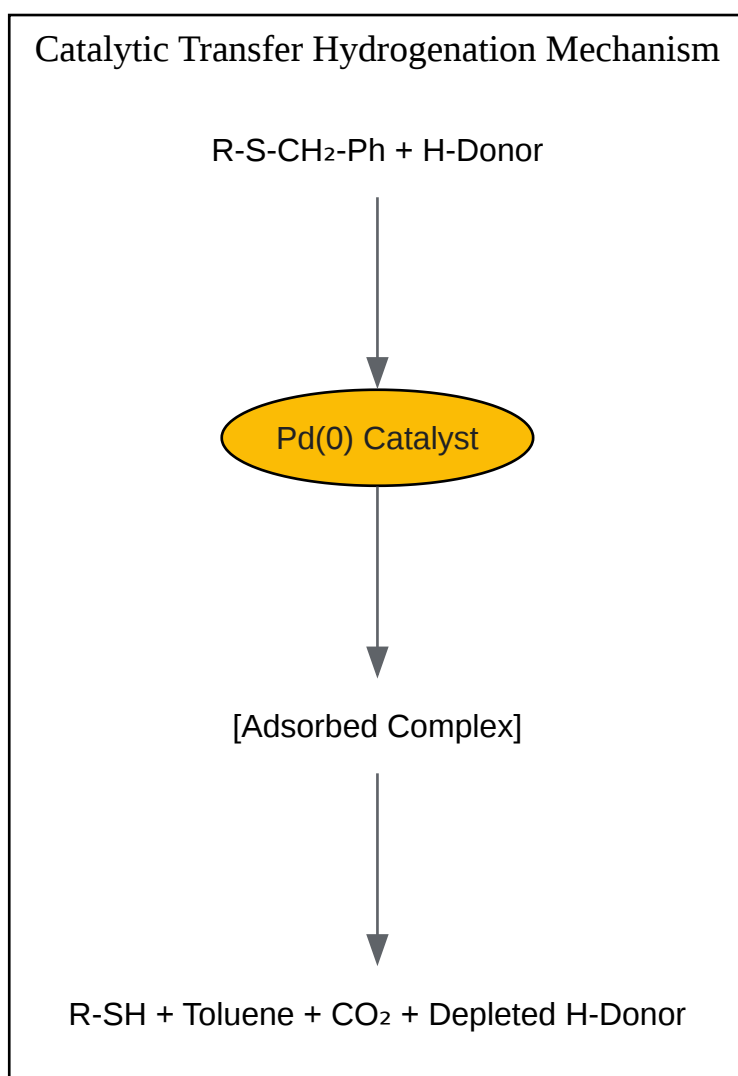 Catalytic Transfer Hydrogenation Mechanism
R-S-CH₂-Ph + H-Donor
Pd(0) Catalyst
[Adsorbed Complex]
R-SH + Toluene + CO₂ + Depleted H-Donor